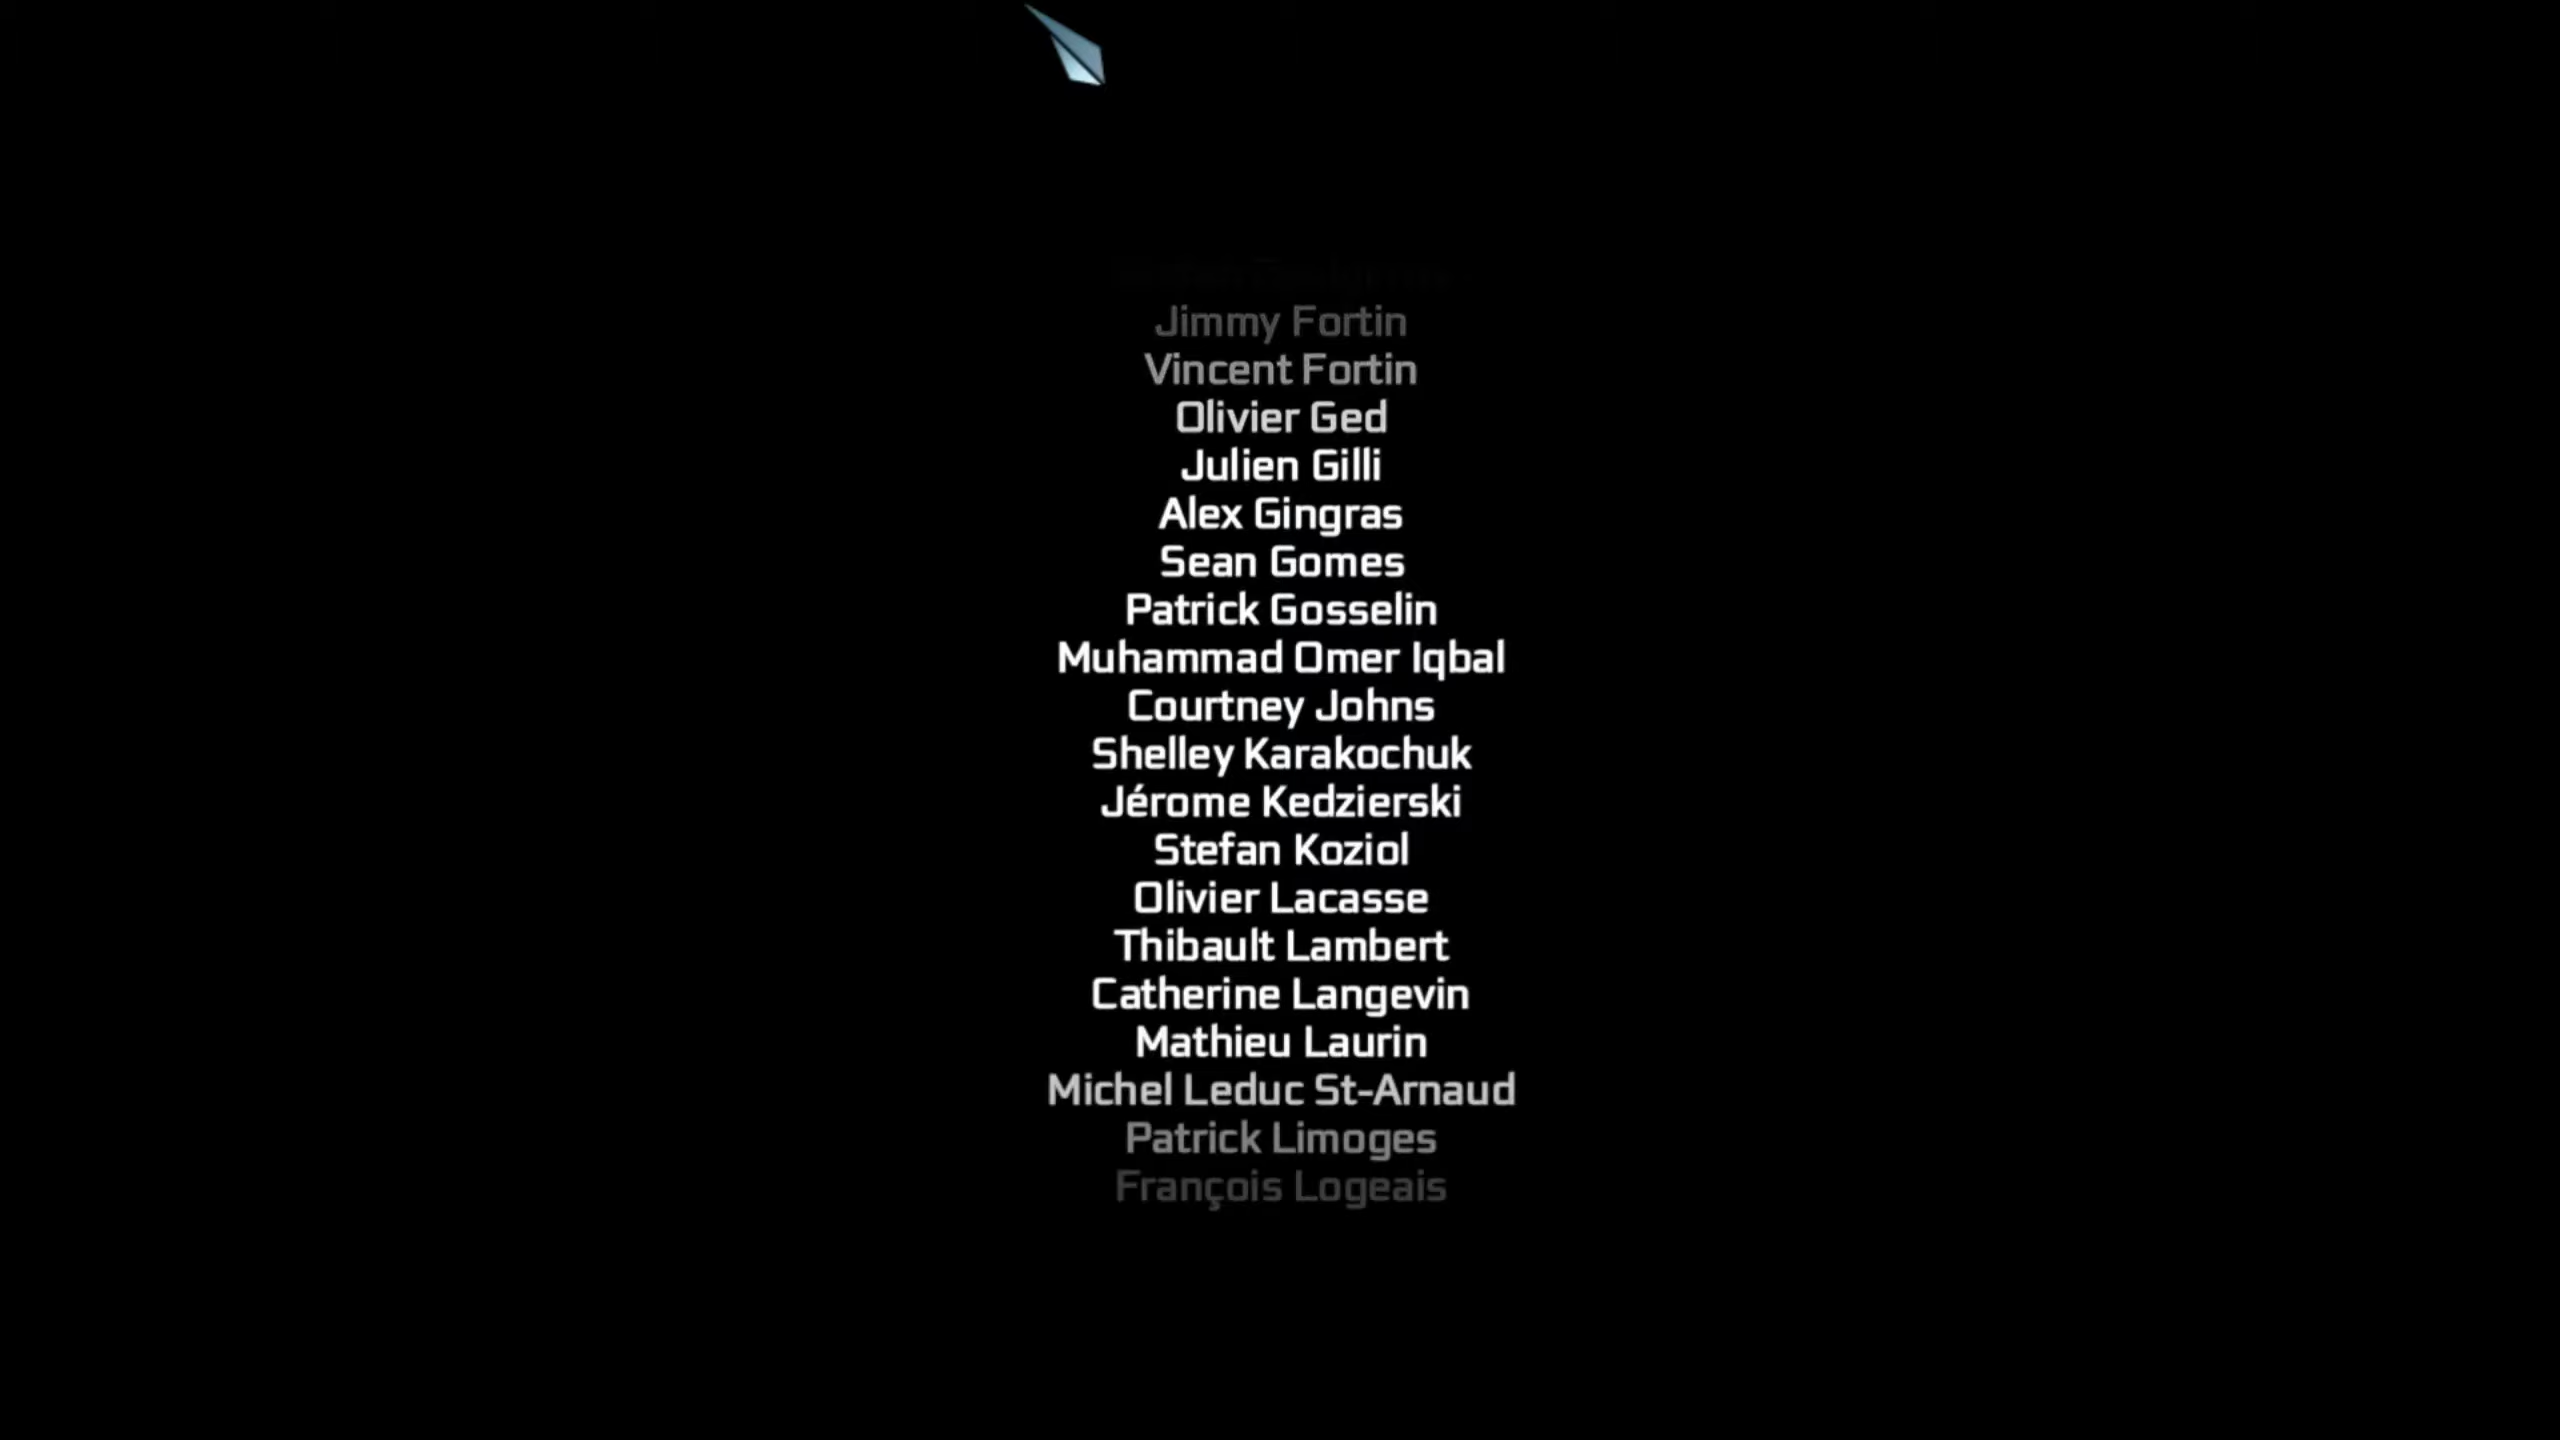 Jimmy Fortin
Vincent Fortin
Olivier Ged
Julien Gilli
Alex Gingras
Sean Gomes
Patrick Gosselin
Muhammad Omer Iqbal
Courtney Johns
Shelley Karakochuk
Jérome Kedzierski
Stefan Koziol
Olivier Lacasse
Thibault Lambert
Catherine Langevin
Mathieu Laurin
Michel Leduc St-Arnaud
Patrick Limoges
François Logeais